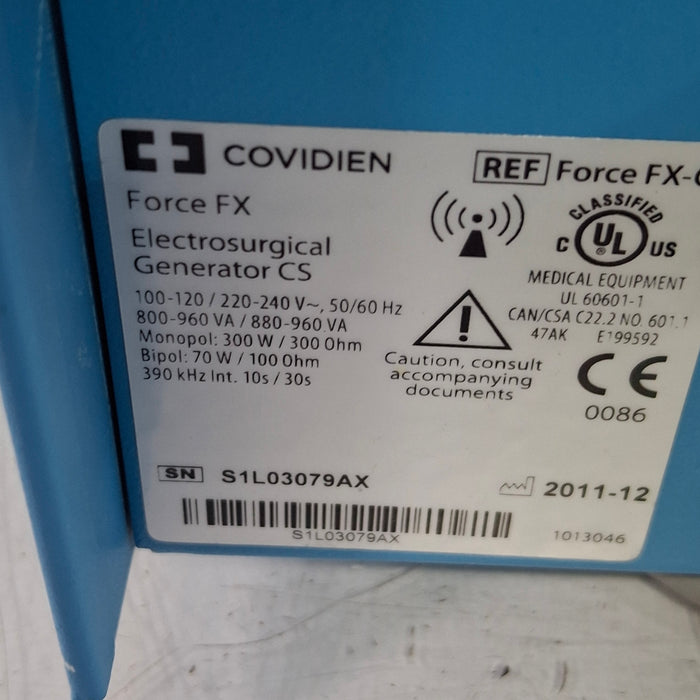 COVIDIEN
REF Force FX-
Force FX
Electrosurgical
Generator CS
100-120 / 220-240 V~, 50/60 Hz
800-960 VA / 880-960 VA
Monopol: 300 W / 300 Ohm
Bipol: 70 W / 100 Ohm
390 kHz Int. 10s / 30s
CLASSIFIED
C UL US
MEDICAL EQUIPMENT
UL 60601-1
CAN/CSA C22.2 NO. 601.1
47AK E199592
Caution, consult
accompanying
documents
CE
0086
SN S1L03079AX
2011-12
S1L03079AX
1013046